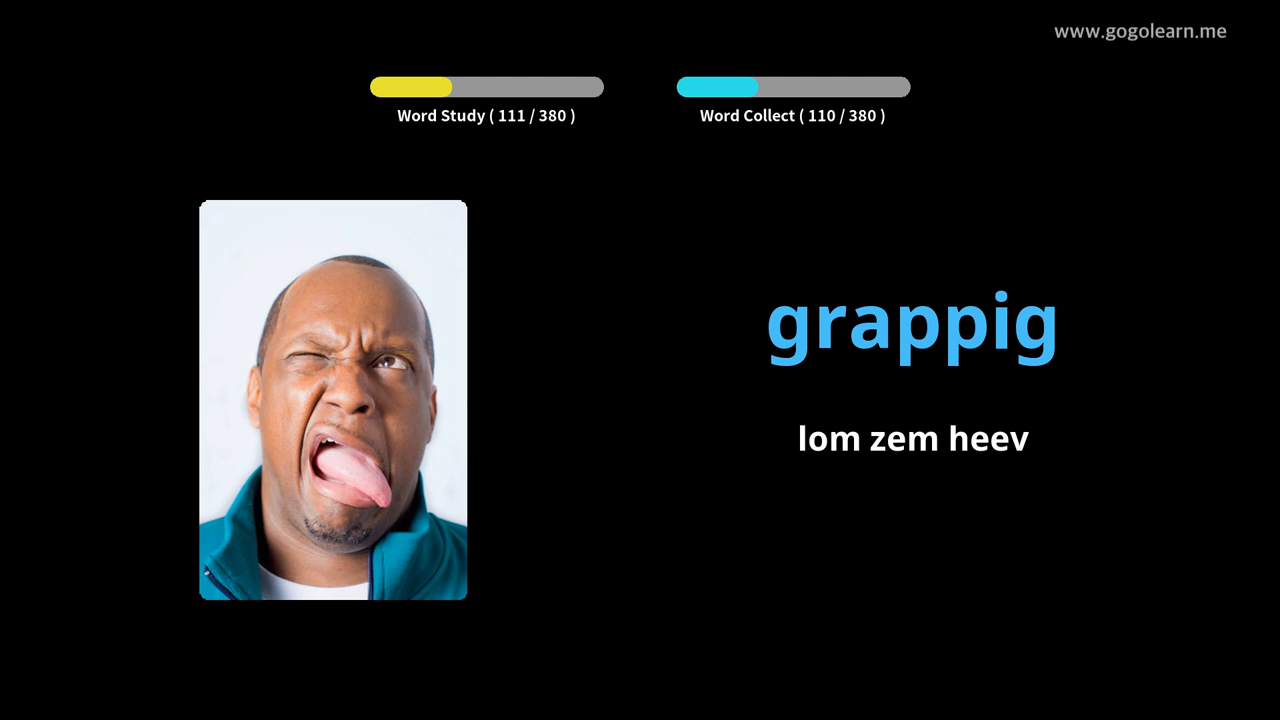 www.gogolearn.me
Word Study ( 111 / 380 )
Word Collect ( 110 / 380 )
grappig
lom zem heev